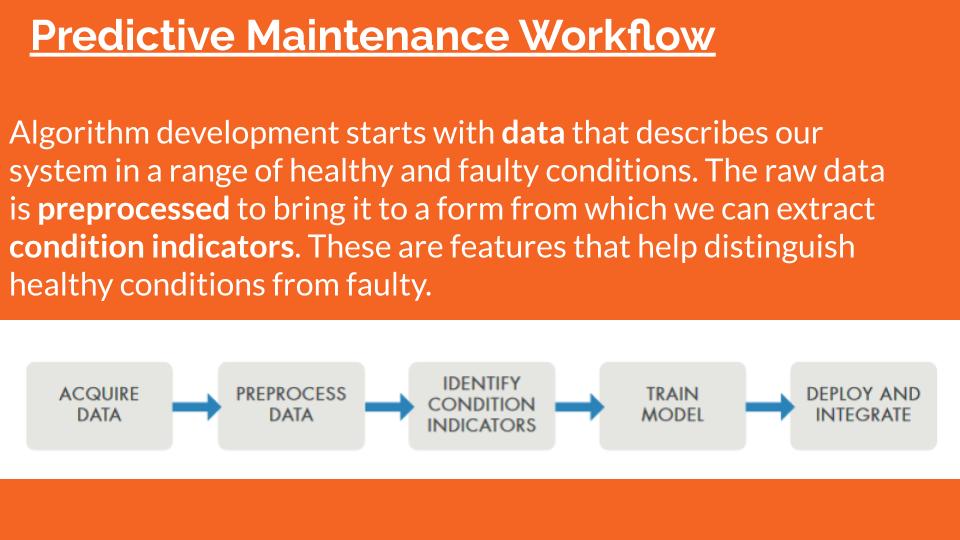 Predictive Maintenance Workflow
Algorithm development starts with data that describes our
system in a range of healthy and faulty conditions. The raw data
is preprocessed to bring it to a form from which we can extract
condition indicators. These are features that help distinguish
healthy conditions from faulty.
ACQUIRE
DATA
PREPROCESS
DATA
IDENTIFY
CONDITION
INDICATORS
TRAIN
MODEL
DEPLOY AND
INTEGRATE